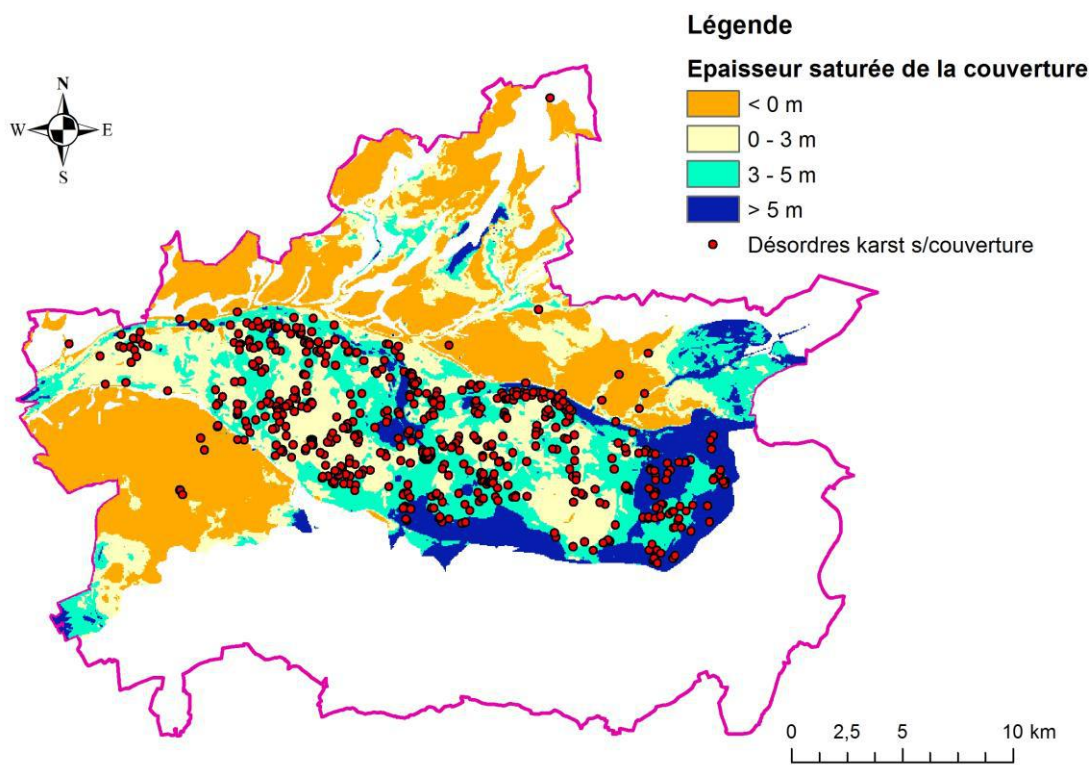 Légende
Epaisseur saturée de la couverture
< 0 m
0 - 3 m
3 - 5 m
> 5 m
Désordres karst s/couverture
N
W E
S
0 2,5 5 10 km